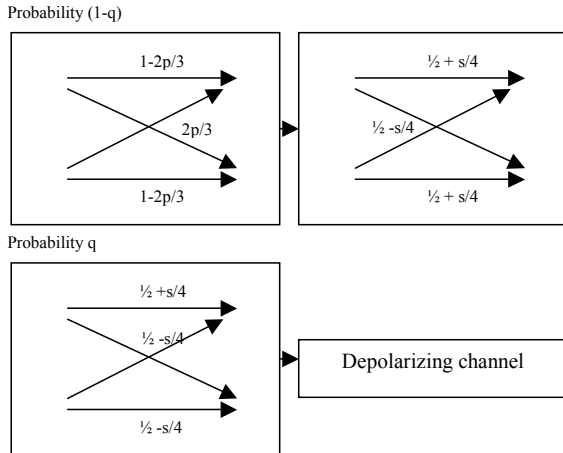 Probability (1-q)
1-2p/3
2p/3
1-2p/3
½ + s/4
½ -s/4
½ + s/4
Probability q
½ +s/4
½ -s/4
½ -s/4
Depolarizing channel